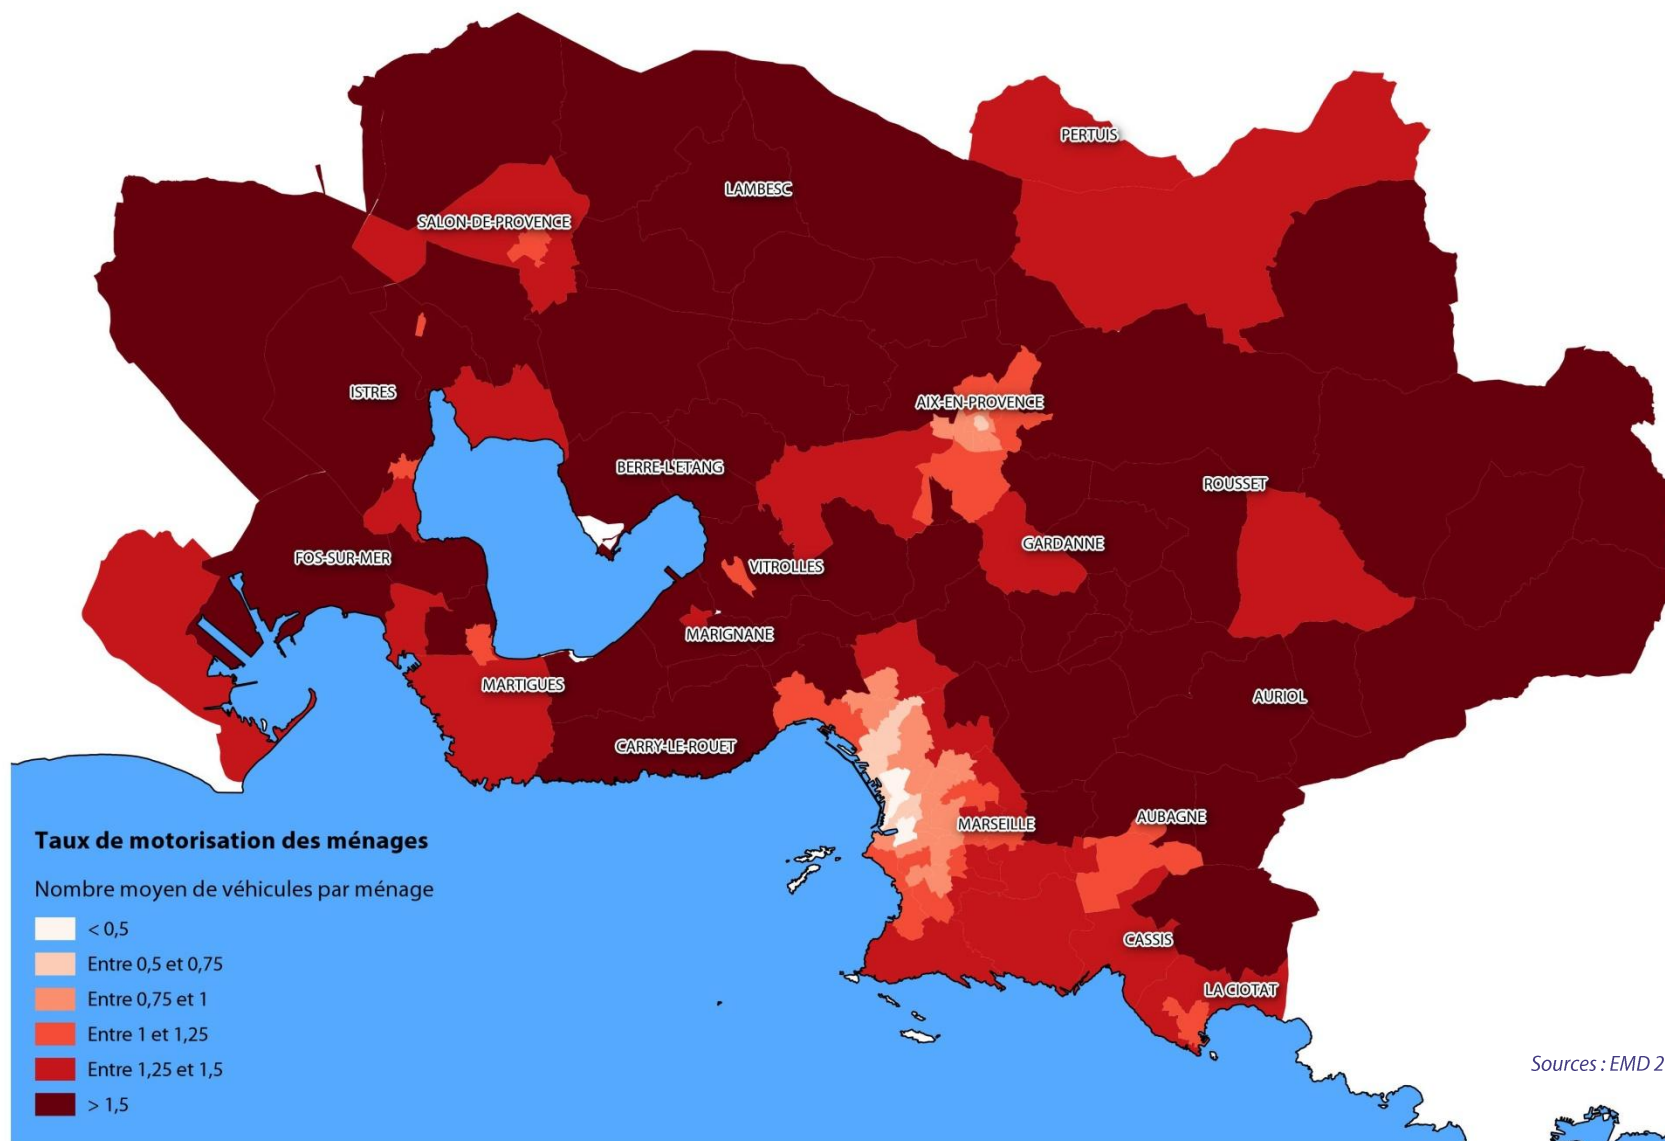 PERTUIS
LAMBESC
SALON-DE-PROVENCE
ISTRES
AIX-EN-PROVENCE
BERRE-L'ETANG
ROUSSET
FOS-SUR-MER
GARDANNE
VITROLLES
MARIGNANE
MARTIGUES
AURIOL
CARRY-LE-ROUET
MARSEILLE
AUBAGNE
CASSIS
LA CIOTAT
Taux de motorisation des ménages
Nombre moyen de véhicules par ménage
< 0,5
Entre 0,5 et 0,75
Entre 0,75 et 1
Entre 1 et 1,25
Entre 1,25 et 1,5
> 1,5
Sources : EMD 2